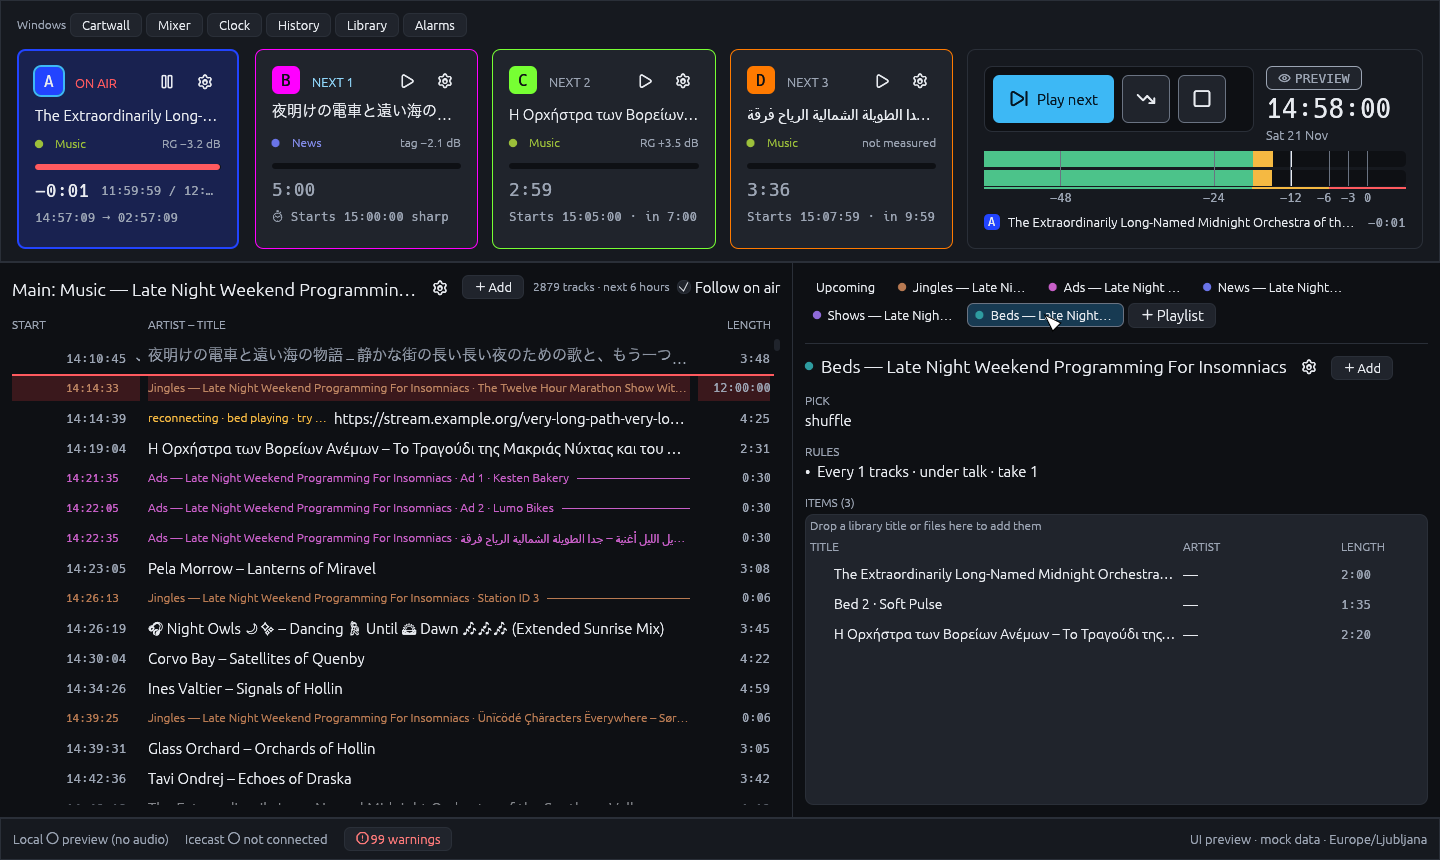 Windows Cartwall Mixer Clock History Library Alarms
A ON AIR
The Extraordinarily Long-…
Music RG −3.2 dB
−0:01 11:59:59 / 12:…
14:57:09 → 02:57:09
B NEXT 1
夜明けの電車と遠い海の…
News tag −2.1 dB
5:00
Starts 15:00:00 sharp
C NEXT 2
Η Ορχήστρα των Βορείων…
Music RG +3.5 dB
2:59
Starts 15:05:00 · in 7:00
D NEXT 3
جدا الطويلة الشمالية الرياح فرقة…
Music not measured
3:36
Starts 15:07:59 · in 9:59
Play next
PREVIEW
14:58:00
Sat 21 Nov
−48 −24 −12 −6 −3 0
A The Extraordinarily Long-Named Midnight Orchestra of th… −0:01
Main: Music — Late Night Weekend Programmin… + Add 2879 tracks · next 6 hours Follow on air
START ARTIST – TITLE LENGTH
14:10:45 夜明けの電車と遠い海の物語 – 静かな街の長い長い夜のための歌と、もう一つ… 3:48
14:14:33 Jingles — Late Night Weekend Programming For Insomniacs · The Twelve Hour Marathon Show Wit… 12:00:00
14:14:39 reconnecting · bed playing · try … https://stream.example.org/very-long-path-very-lo… 4:25
14:19:04 Η Ορχήστρα των Βορείων Ανέμων – Το Τραγούδι της Μακριάς Νύχτας και του … 2:31
14:21:35 Ads — Late Night Weekend Programming For Insomniacs · Ad 1 · Kesten Bakery 0:30
14:22:05 Ads — Late Night Weekend Programming For Insomniacs · Ad 2 · Lumo Bikes 0:30
14:22:35 Ads — Late Night Weekend Programming For Insomniacs · يل الليل أغنية – جدا الطويلة الشمالية الرياح فرقة… 0:30
14:23:05 Pela Morrow – Lanterns of Miravel 3:08
14:26:13 Jingles — Late Night Weekend Programming For Insomniacs · Station ID 3 0:06
14:26:19 🎧 Night Owls 🌙✨ – Dancing 💃 Until 🌅 Dawn 🎶🎶🎶 (Extended Sunrise Mix) 3:45
14:30:04 Corvo Bay – Satellites of Quenby 4:22
14:34:26 Ines Valtier – Signals of Hollin 4:59
14:39:25 Jingles — Late Night Weekend Programming For Insomniacs · Ünïcödé Çhäracters Ëverywhere – Sør… 0:06
14:39:31 Glass Orchard – Orchards of Hollin 3:05
14:42:36 Tavi Ondrej – Echoes of Draska 3:42
Upcoming Jingles — Late Ni… Ads — Late Night … News — Late Night…
Shows — Late Nigh… Beds — Late Night… + Playlist
Beds — Late Night Weekend Programming For Insomniacs + Add
PICK
shuffle
RULES
• Every 1 tracks · under talk · take 1
ITEMS (3)
Drop a library title or files here to add them
TITLE ARTIST LENGTH
The Extraordinarily Long-Named Midnight Orchestra… — 2:00
Bed 2 · Soft Pulse — 1:35
Η Ορχήστρα των Βορείων Ανέμων – Το Τραγούδι της… — 2:20
Local preview (no audio) Icecast not connected 99 warnings UI preview · mock data · Europe/Ljubljana